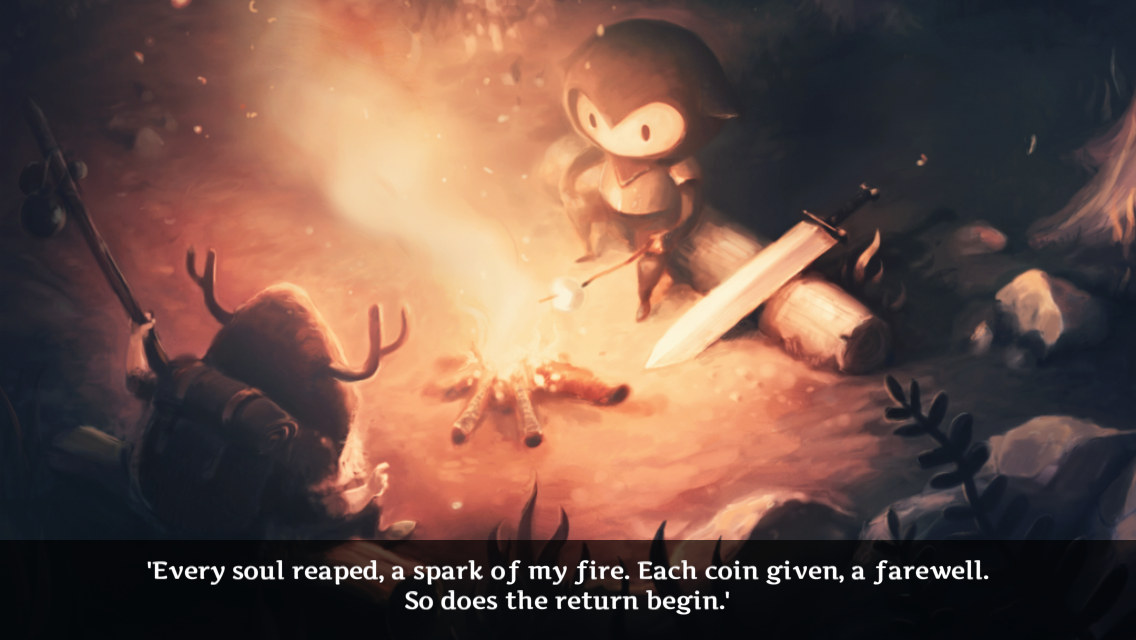 'Every soul reaped, a spark of my fire. Each coin given, a farewell.
So does the return begin.'